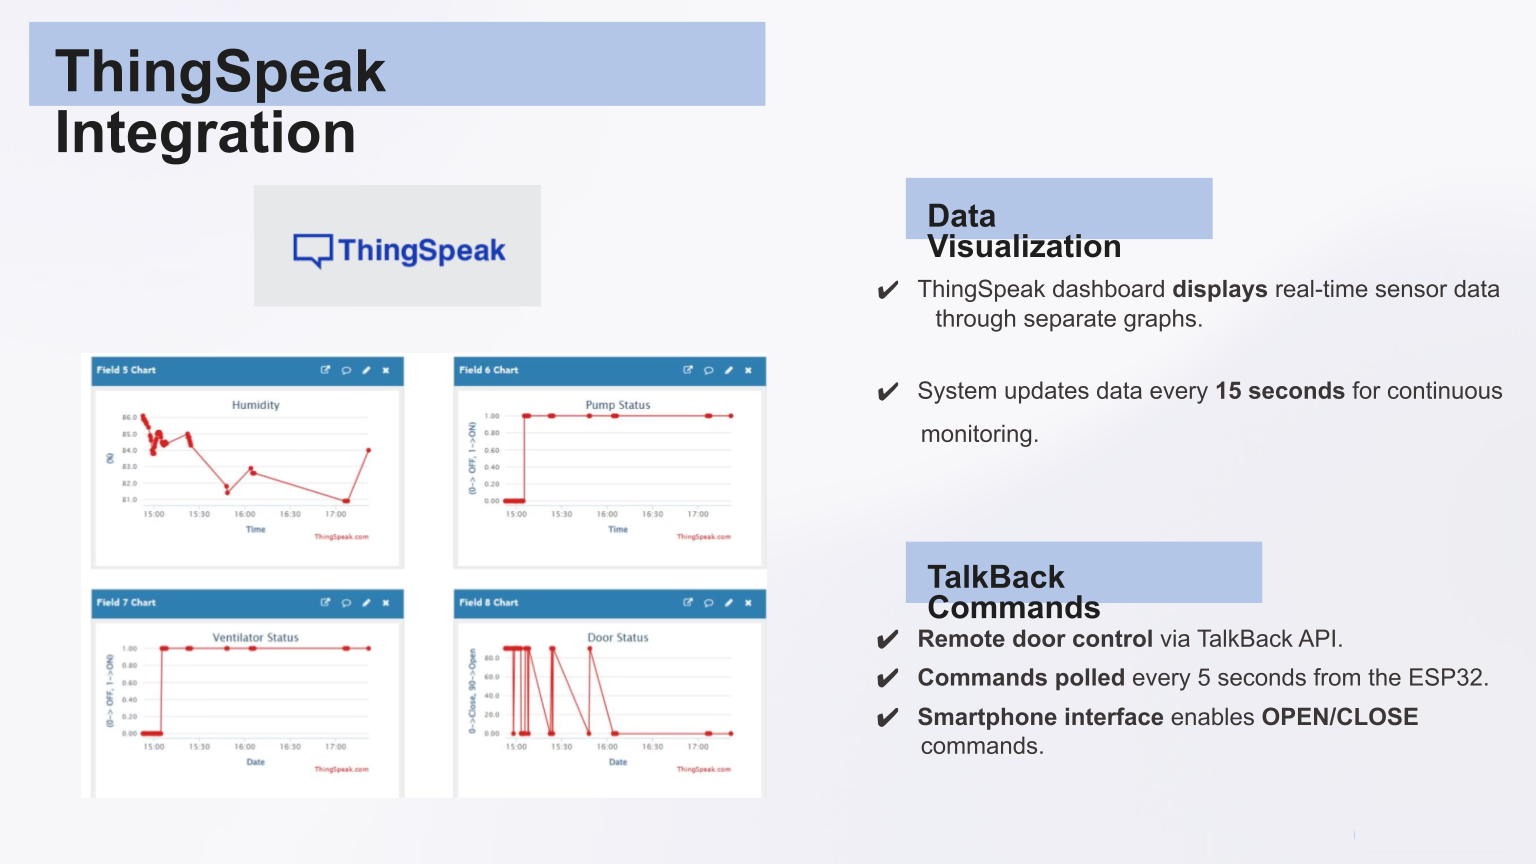 ThingSpeak
Integration
ThingSpeak
Field 5 Chart
Humidity
(%)
86.0
85.0
84.0
83.0
82.0
81.0
15:00 15:30 16:00 16:30 17:00
Time
ThingSpeak.com
Field 6 Chart
Pump Status
(0--> OFF, 1-->ON)
1.00
0.80
0.60
0.40
0.20
0.00
15:00 15:30 16:00 16:30 17:00
Time
ThingSpeak.com
Field 7 Chart
Ventilator Status
(0--> OFF, 1-->ON)
1.00
0.80
0.60
0.40
0.20
0.00
15:00 15:30 16:00 16:30 17:00
Date
ThingSpeak.com
Field 8 Chart
Door Status
0-->Close, 90-->Open
80.0
60.0
40.0
20.0
0.00
15:00 15:30 16:00 16:30 17:00
Date
ThingSpeak.com
Data
Visualization
✔ ThingSpeak dashboard displays real-time sensor data
through separate graphs.
✔ System updates data every 15 seconds for continuous
monitoring.
TalkBack
Commands
✔ Remote door control via TalkBack API.
✔ Commands polled every 5 seconds from the ESP32.
✔ Smartphone interface enables OPEN/CLOSE
commands.